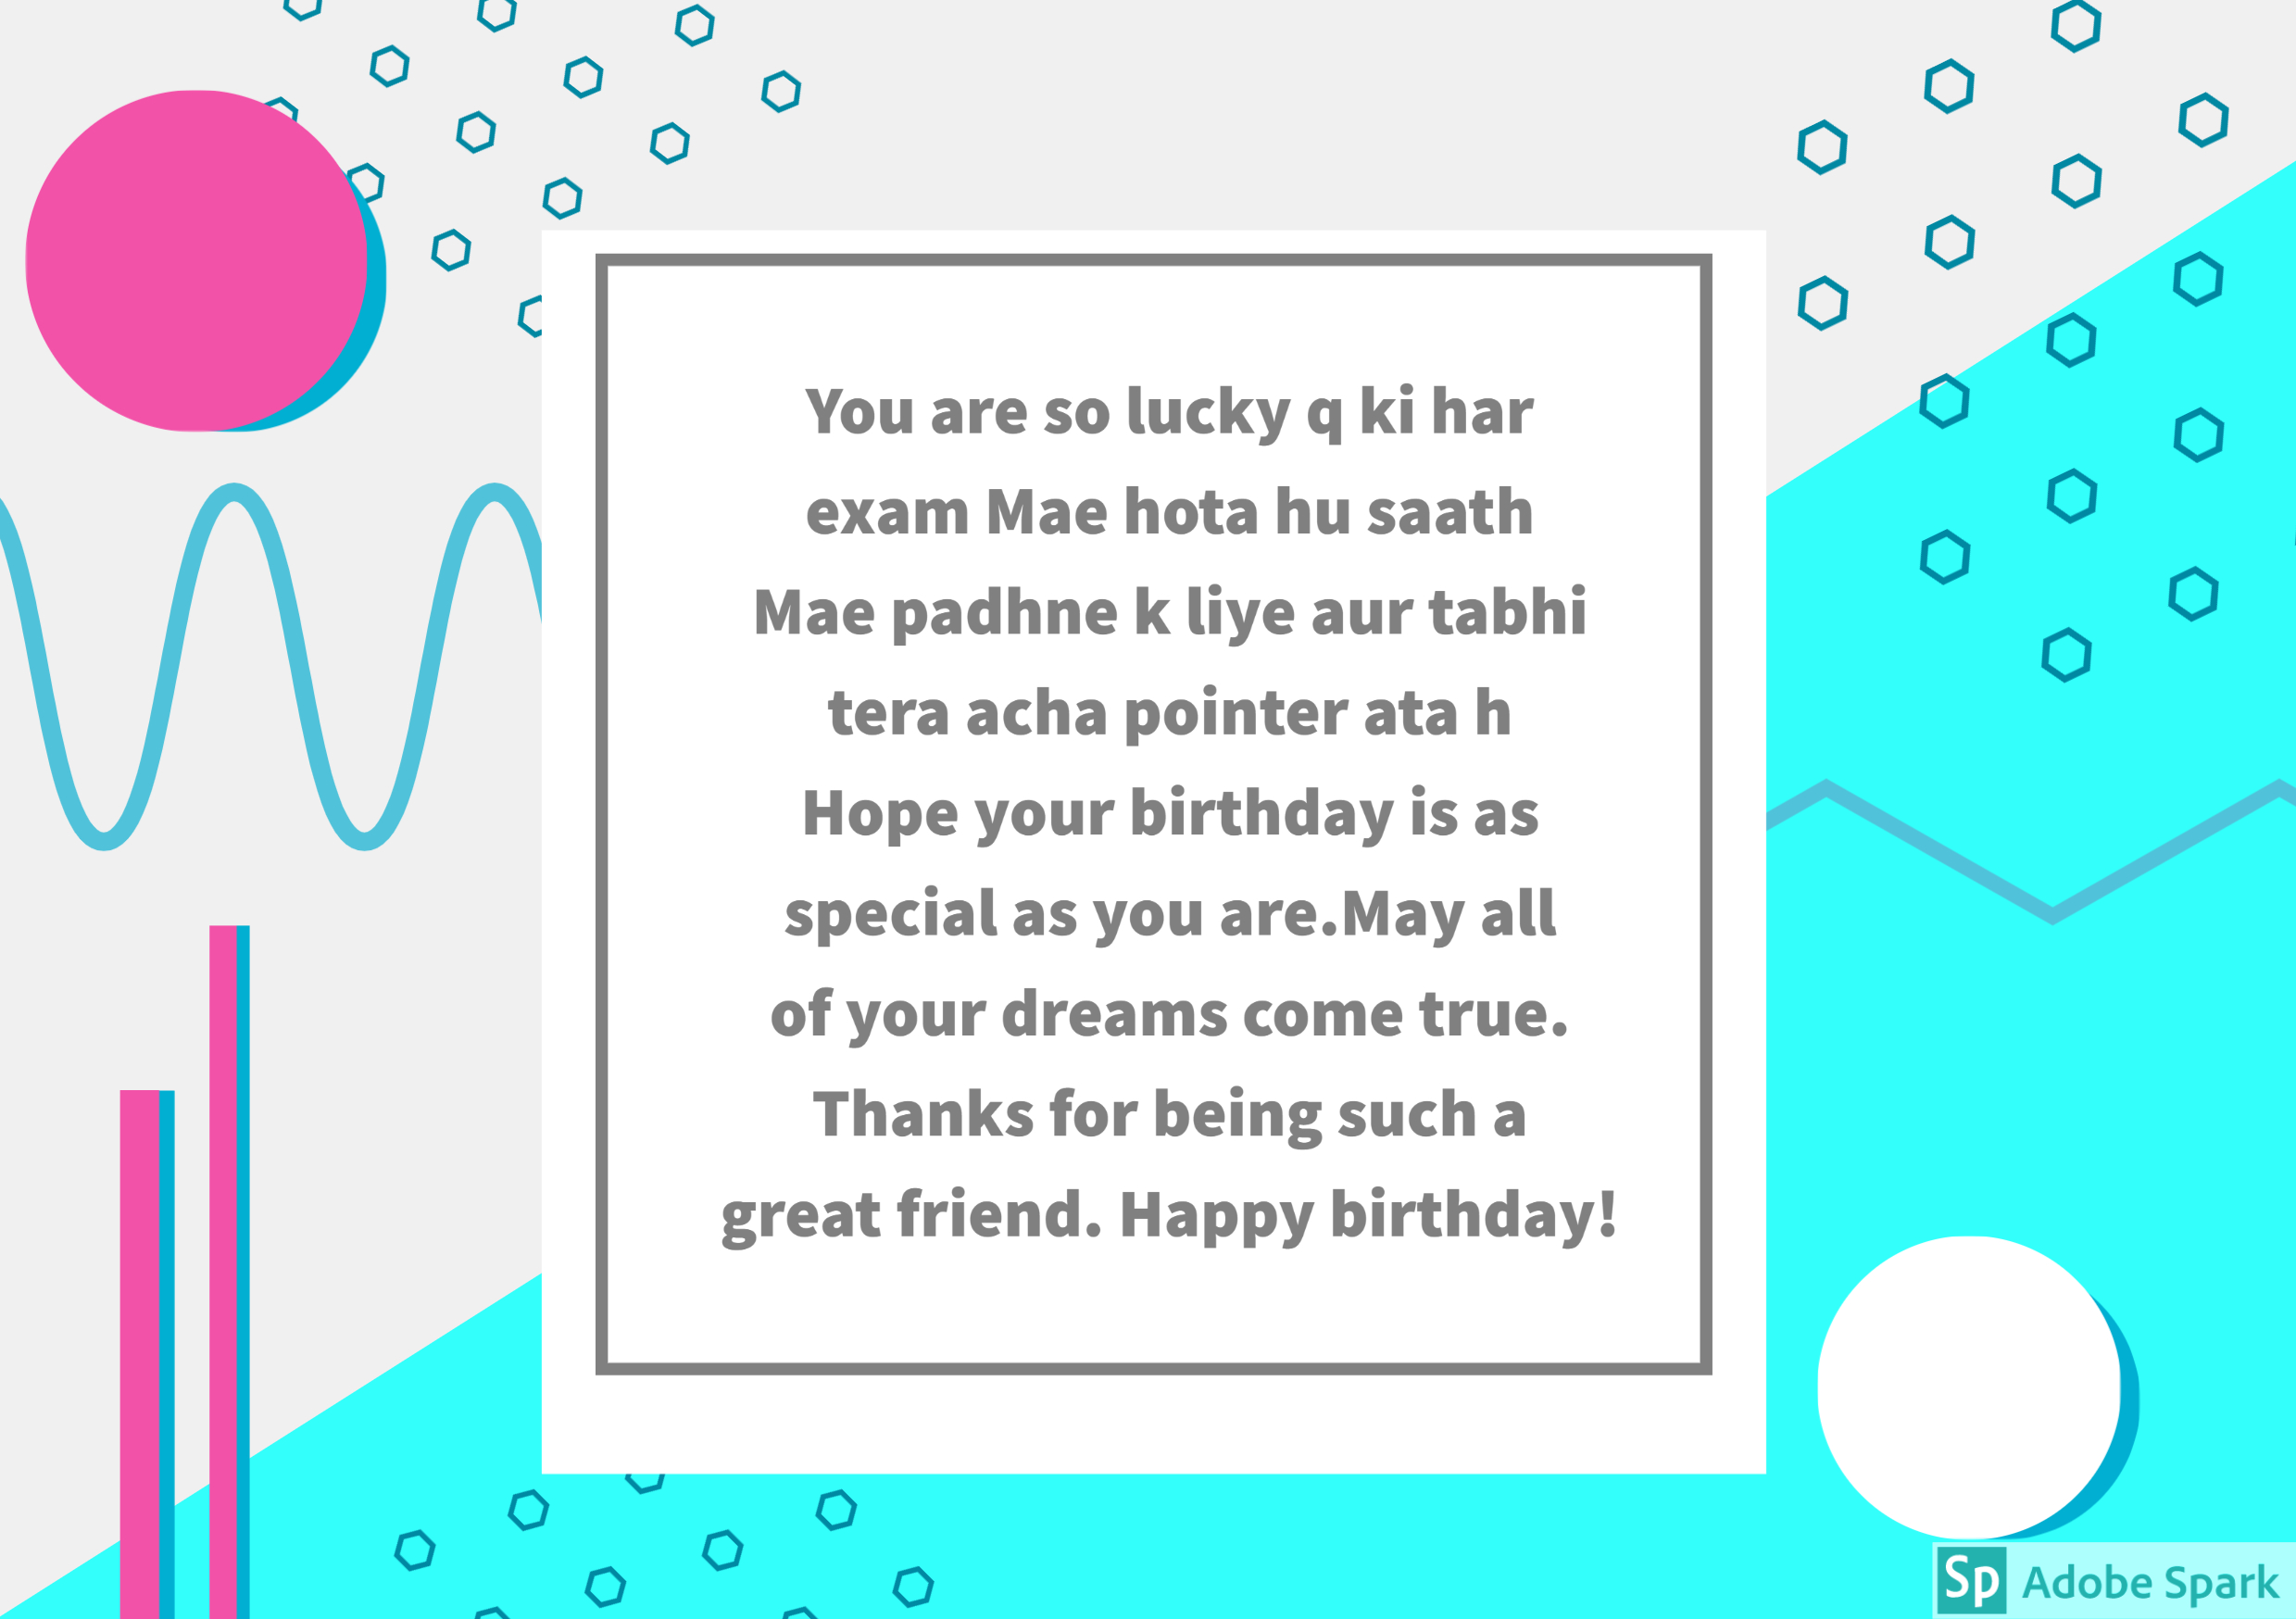 You are so lucky q ki har
exam Mae hota hu saath
Mae padhne k liye aur tabhi
tera acha pointer ata h
Hope your birthday is as
special as you are.May all
of your dreams come true.
Thanks for being such a
great friend. Happy birthday!
Sp Adobe Spark